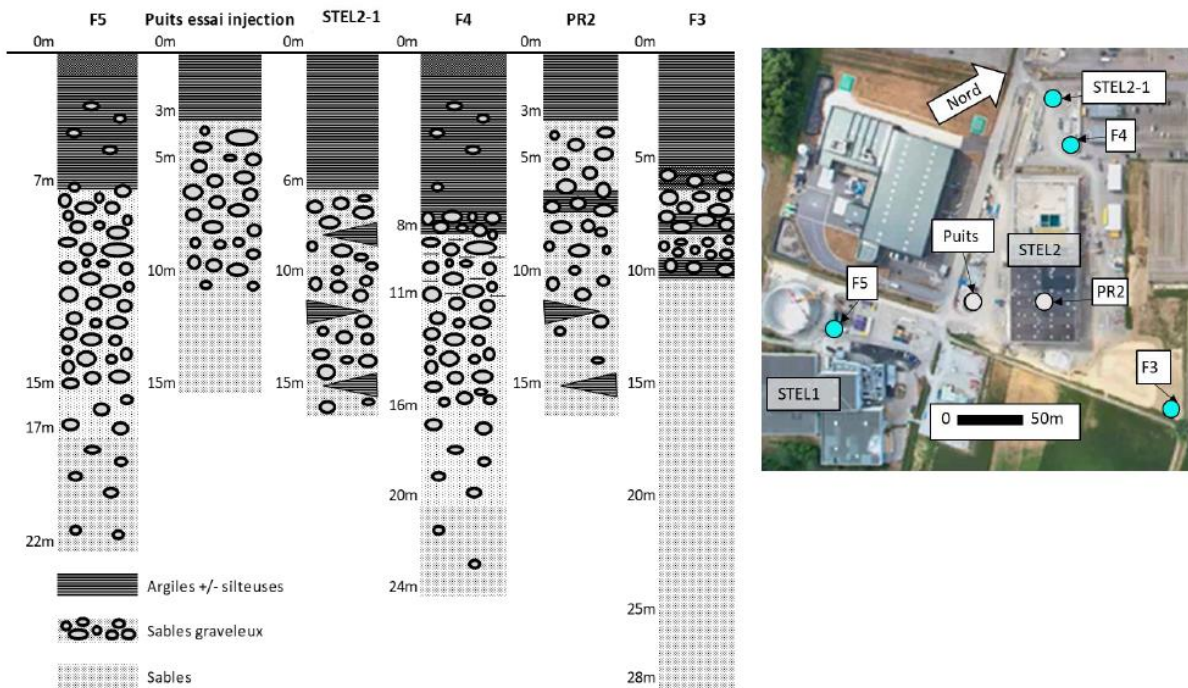 F5
Puits essai injection
STEL2-1
F4
PR2
F3
0m
0m
0m
0m
0m
0m
3m
5m
5m
5m
7m
6m
8m
10m
10m
10m
10m
11m
15m
15m
15m
15m
15m
16m
17m
20m
20m
22m
24m
25m
28m
Argiles +/- silteuses
Sables graveleux
Sables
Nord
STEL2-1
F4
Puits
STEL2
F5
PR2
F3
STEL1
0 50m